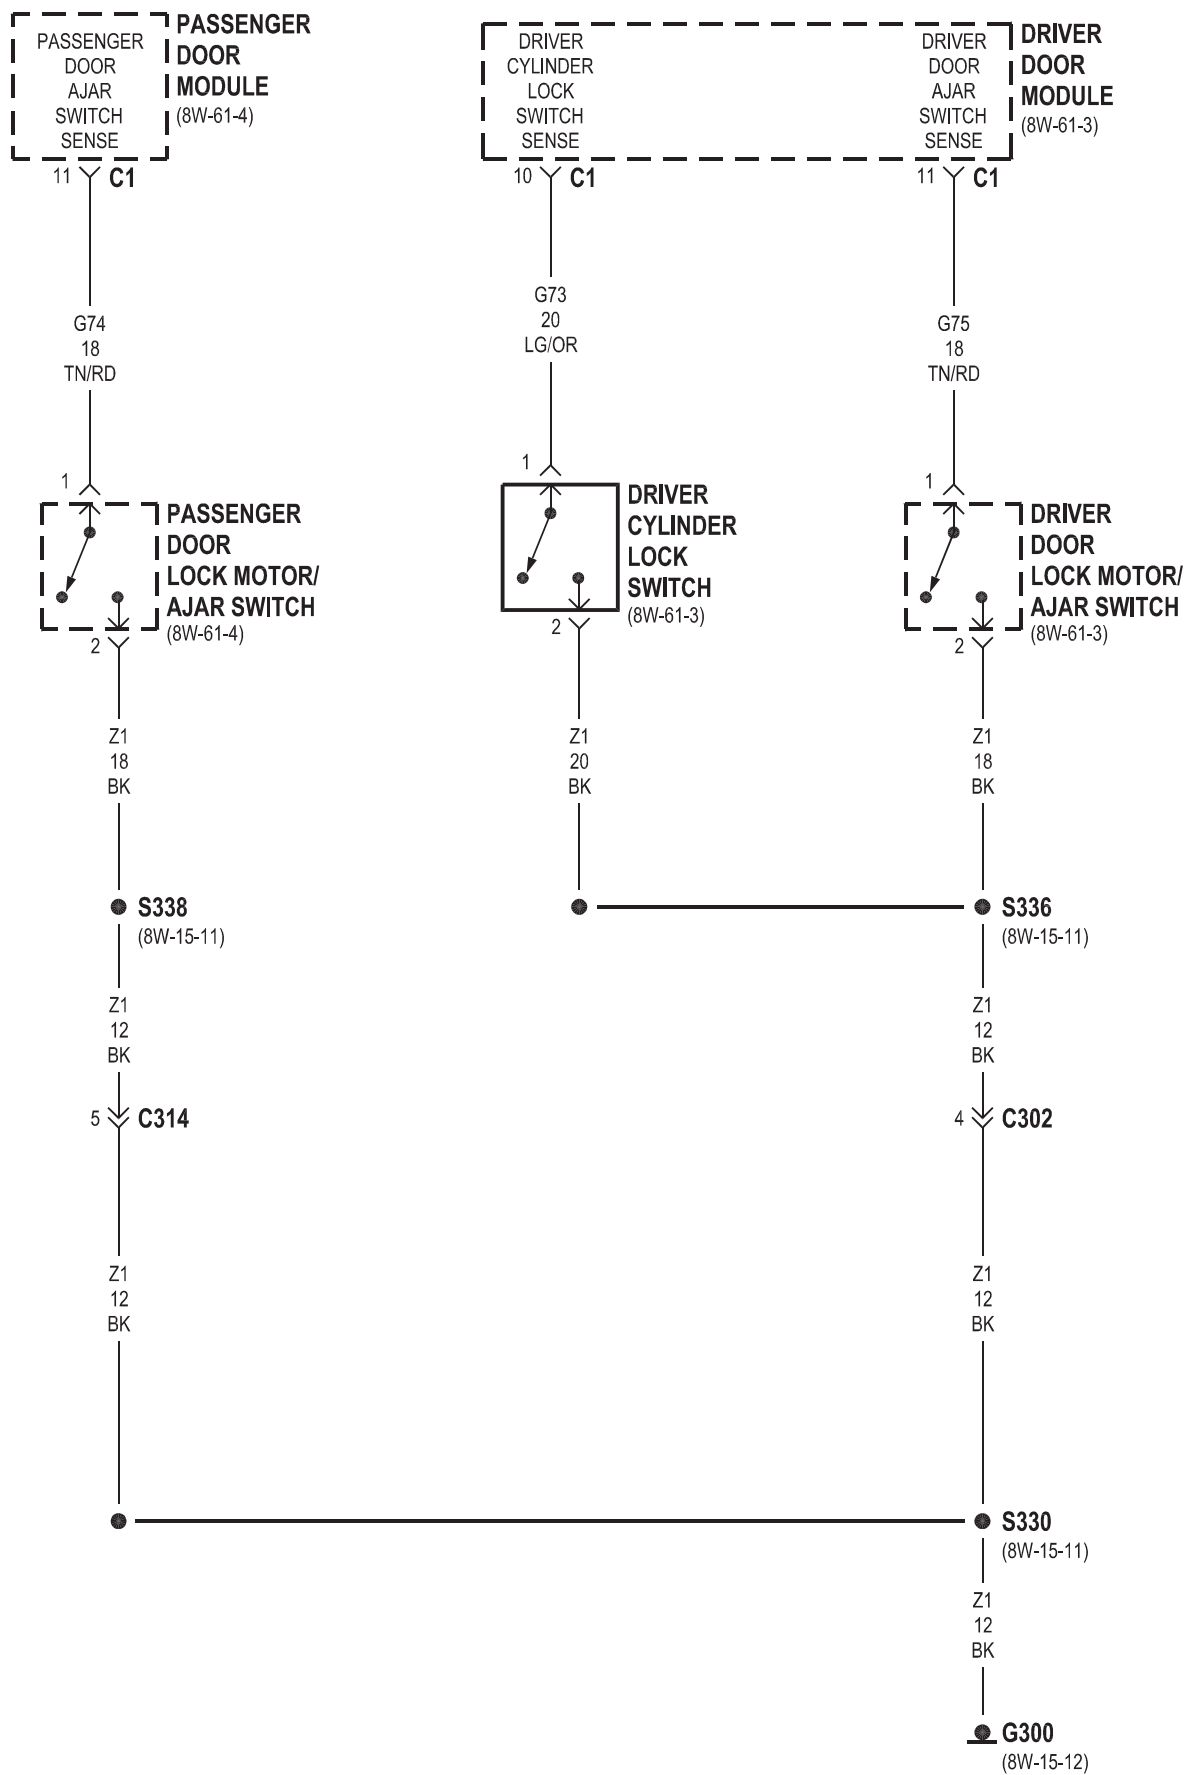 PASSENGER
DOOR
AJAR
SWITCH
SENSE
PASSENGER
DOOR
MODULE
(8W-61-4)
DRIVER
CYLINDER
LOCK
SWITCH
SENSE
DRIVER
DOOR
AJAR
SWITCH
SENSE
DRIVER
DOOR
MODULE
(8W-61-3)
11
C1
10
C1
11
C1
G74
18
TN/RD
G73
20
LG/OR
G75
18
TN/RD
1
PASSENGER
DOOR
LOCK MOTOR/
AJAR SWITCH
(8W-61-4)
2
1
DRIVER
CYLINDER
LOCK
SWITCH
(8W-61-3)
2
1
DRIVER
DOOR
LOCK MOTOR/
AJAR SWITCH
(8W-61-3)
2
Z1
18
BK
Z1
20
BK
Z1
18
BK
S338
(8W-15-11)
S336
(8W-15-11)
Z1
12
BK
Z1
12
BK
5
C314
4
C302
Z1
12
BK
Z1
12
BK
S330
(8W-15-11)
Z1
12
BK
G300
(8W-15-12)